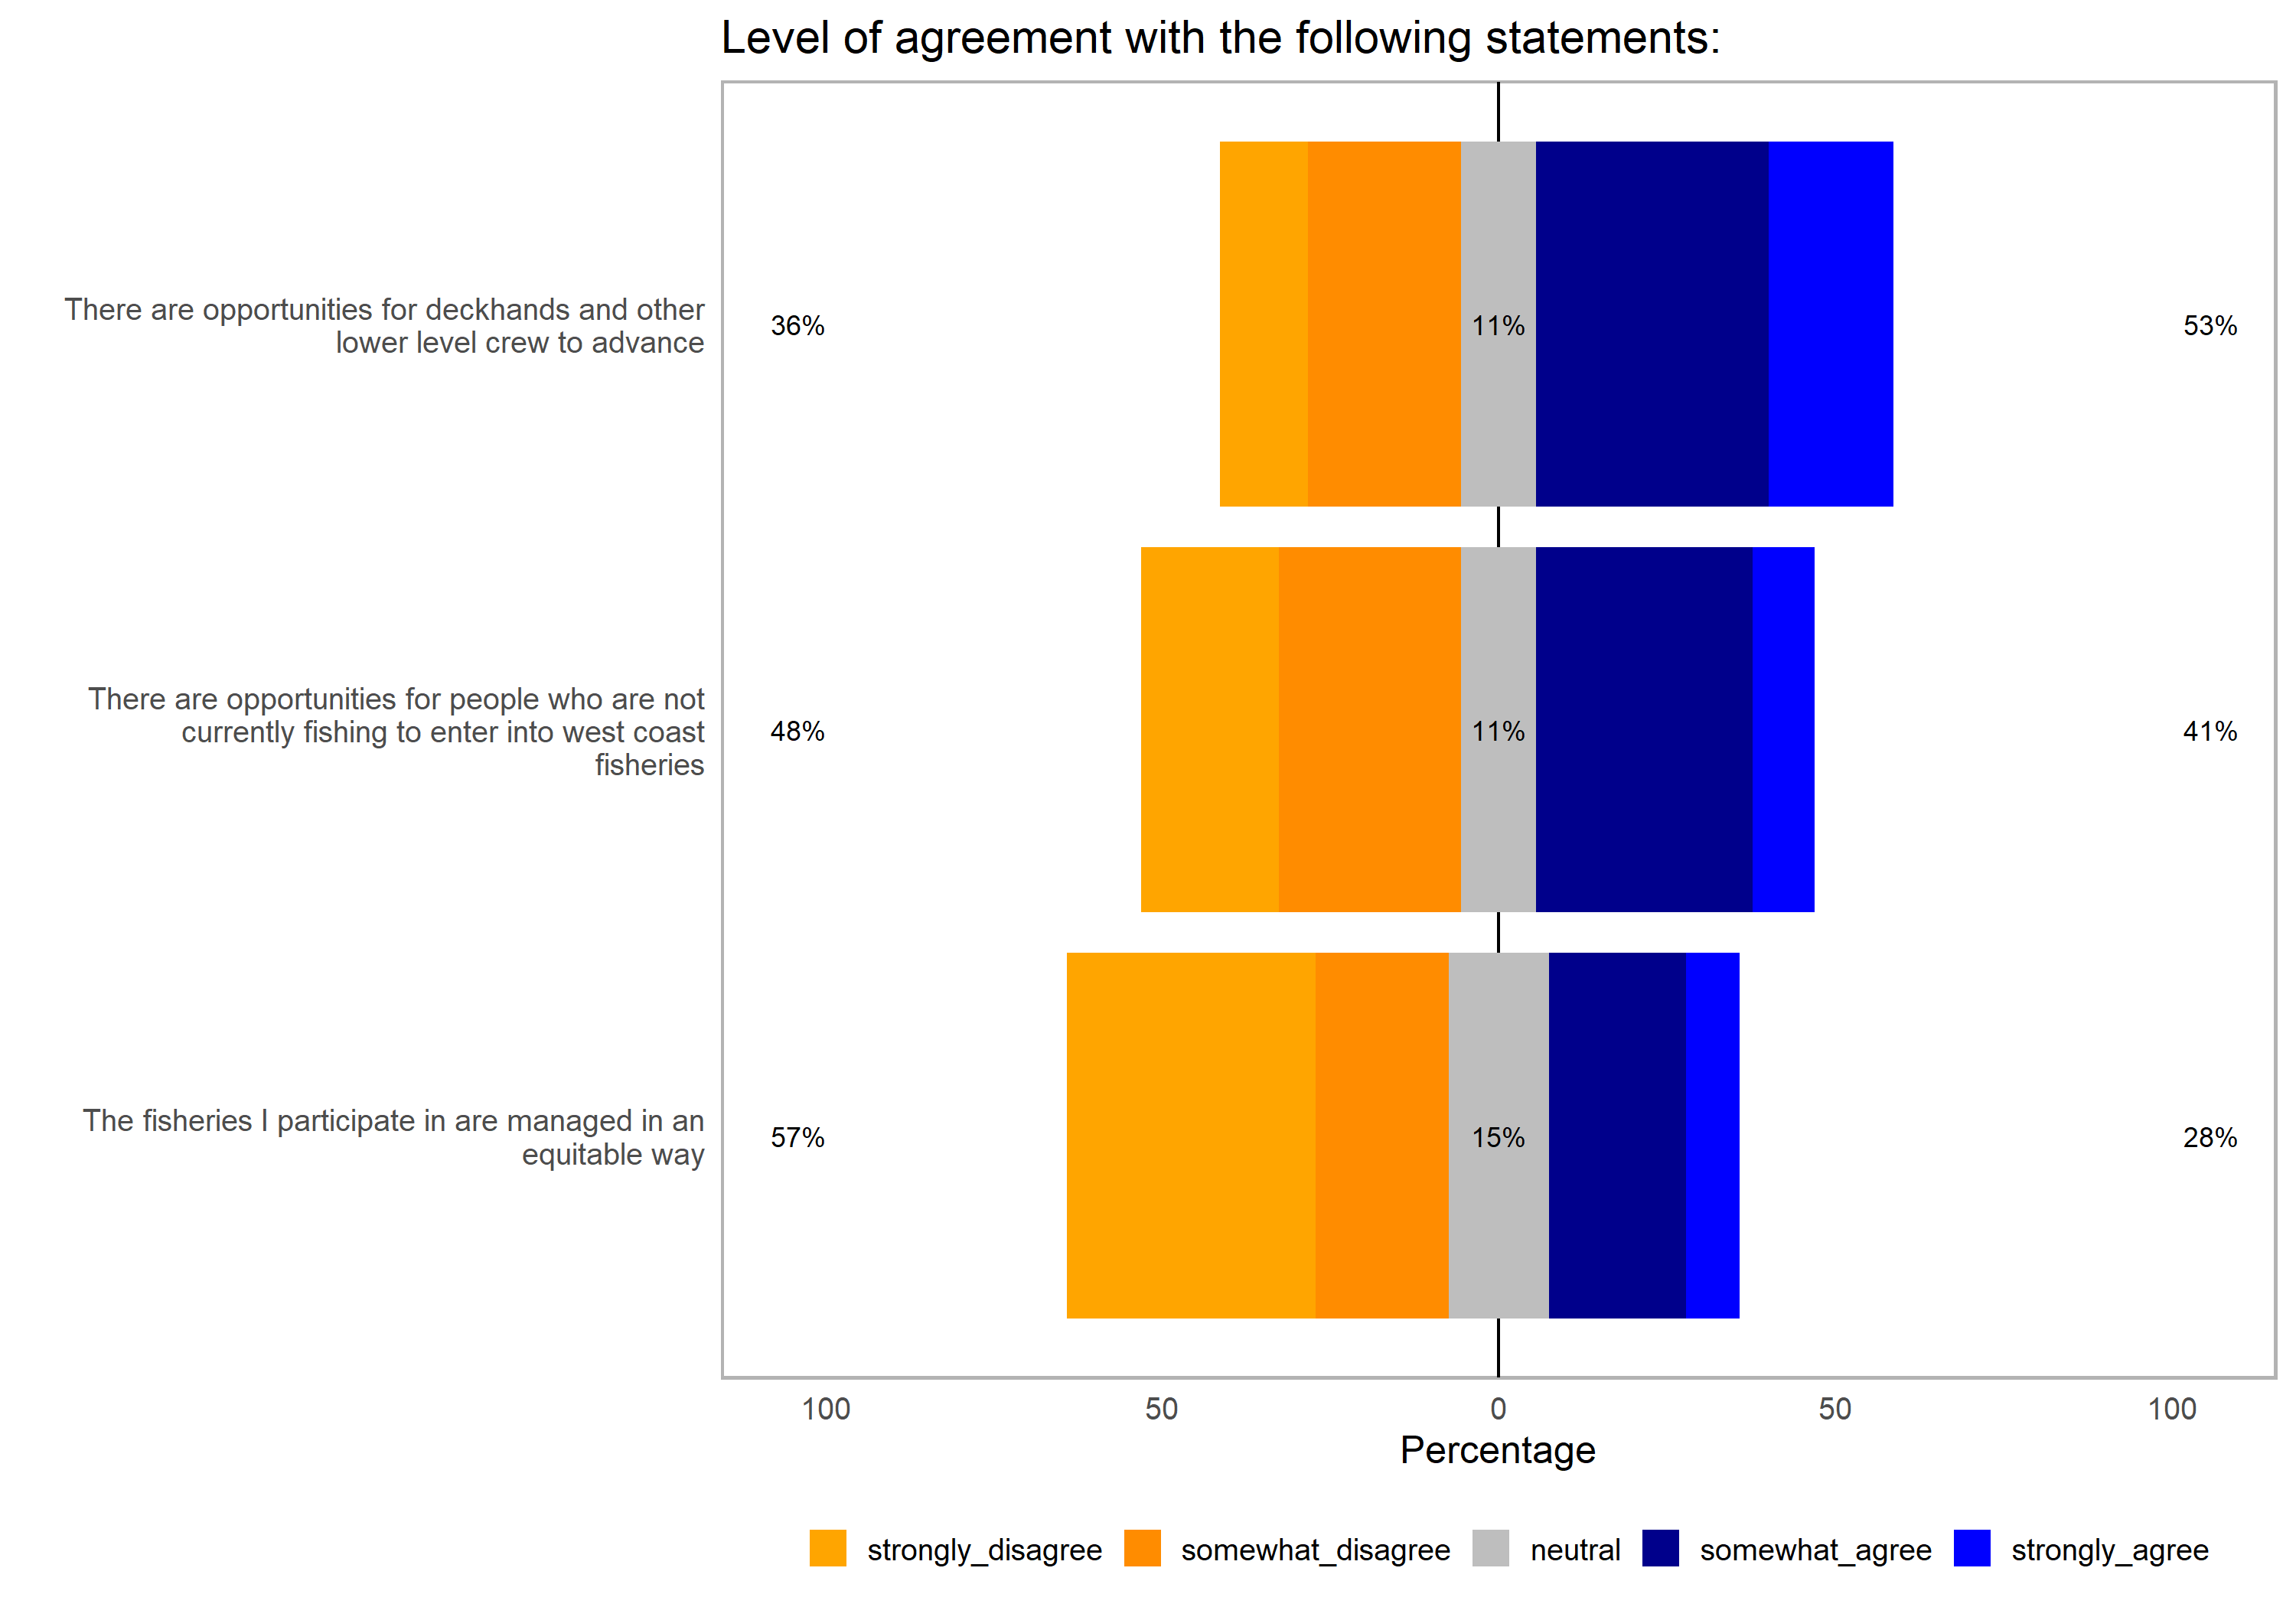 Level of agreement with the following statements:
There are opportunities for deckhands and other
lower level crew to advance
36%
11%
53%
There are opportunities for people who are not
currently fishing to enter into west coast
fisheries
48%
11%
41%
The fisheries I participate in are managed in an
equitable way
57%
15%
28%
100 50 0 50 100
Percentage
strongly_disagree somewhat_disagree neutral somewhat_agree strongly_agree